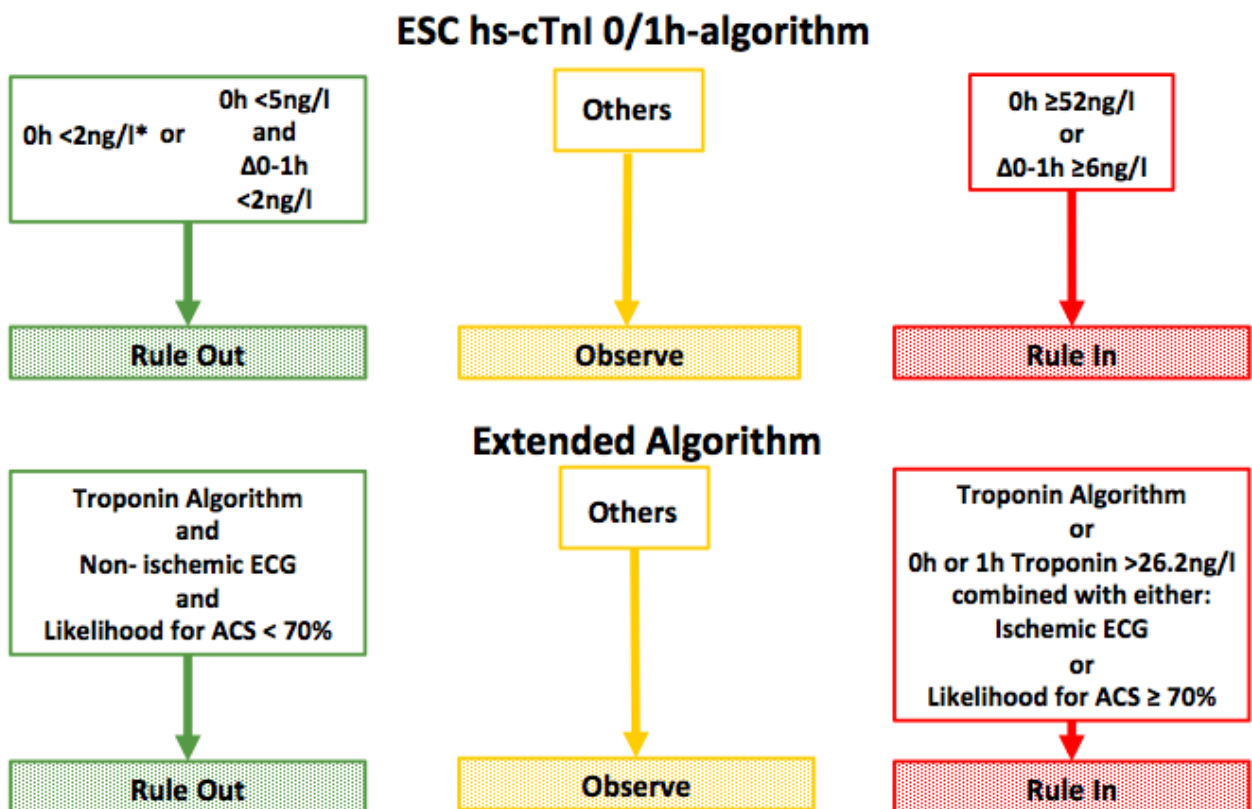 ESC hs-cTnI 0/1h-algorithm
0h <2ng/l* or
0h <5ng/l
and
Δ0-1h
<2ng/l
Others
0h ≥52ng/l
or
Δ0-1h ≥6ng/l
Rule Out
Observe
Rule In
Extended Algorithm
Troponin Algorithm
and
Non- ischemic ECG
and
Likelihood for ACS < 70%
Others
Troponin Algorithm
or
0h or 1h Troponin >26.2ng/l
combined with either:
Ischemic ECG
or
Likelihood for ACS ≥ 70%
Rule Out
Observe
Rule In